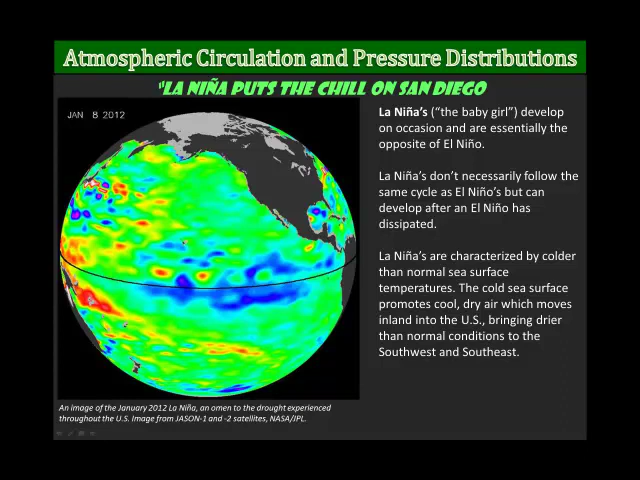 Atmospheric Circulation and Pressure Distributions
"LA NIÑA PUTS THE CHILL ON SAN DIEGO
JAN 8 2012
La Niña's ("the baby girl") develop
on occasion and are essentially the
opposite of El Niño.
La Niña's don't necessarily follow the
same cycle as El Niño's but can
develop after an El Niño has
dissipated.
La Niña's are characterized by colder
than normal sea surface
temperatures. The cold sea surface
promotes cool, dry air which moves
inland into the U.S., bringing drier
than normal conditions to the
Southwest and Southeast.
An image of the January 2012 La Niña, an omen to the drought experienced
throughout the U.S. Image from JASON-1 and -2 satellites, NASA/JPL.